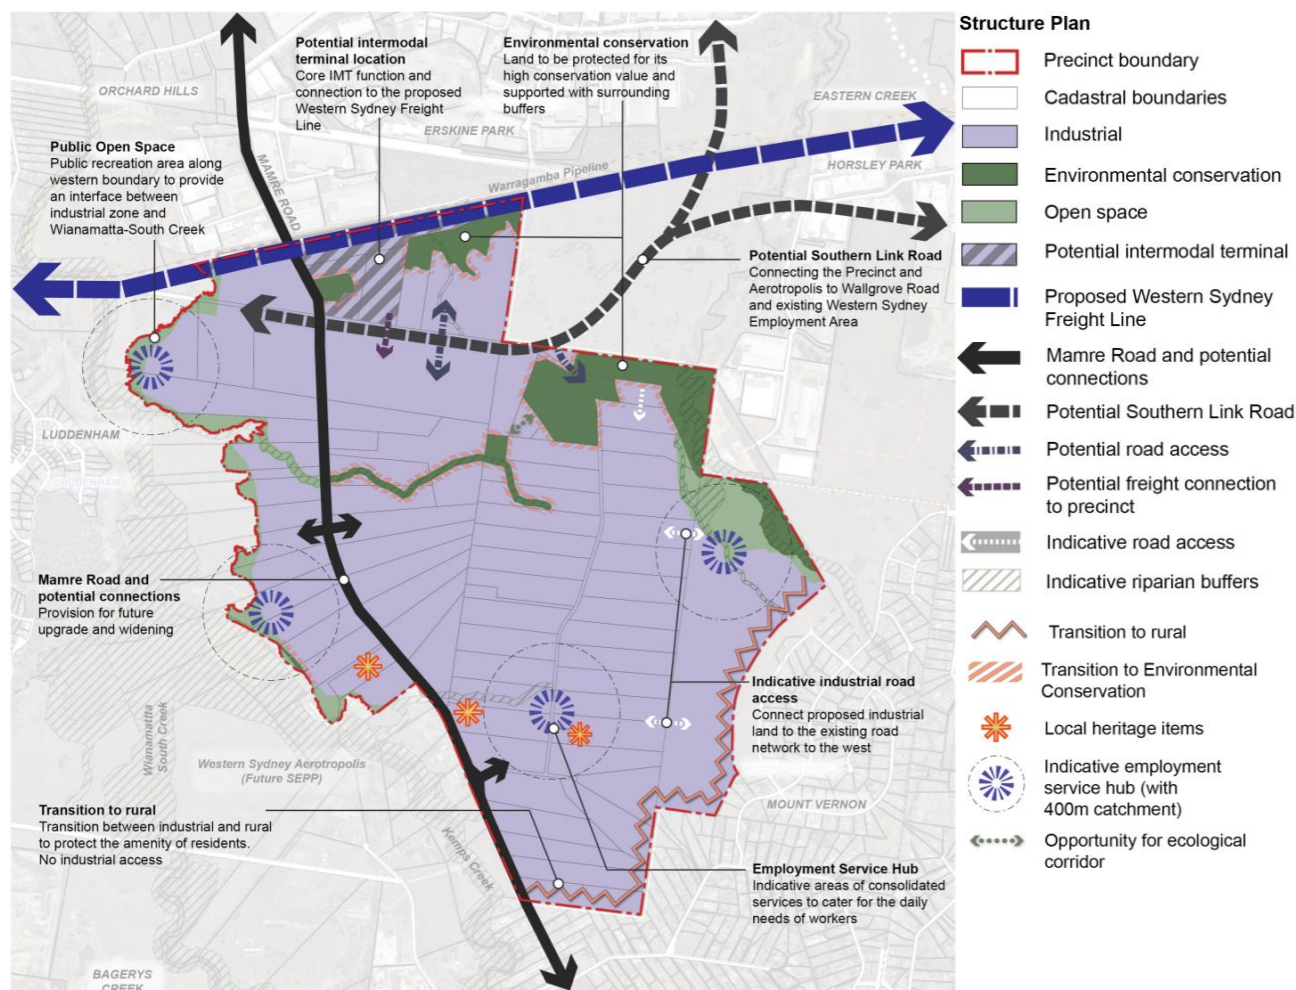 ORCHARD HILLS
Potential intermodal
terminal location
Core IMT function and
connection to the proposed
Western Sydney Freight
Line
Environmental conservation
Land to be protected for its
high conservation value and
supported with surrounding
buffers
ERSKINE PARK
EASTERN CREEK
HORSLEY PARK
Public Open Space
Public recreation area along
western boundary to provide
an interface between
industrial zone and
Wianamatta-South Creek
MAMRE ROAD
Warragamba Pipeline
Potential Southern Link Road
Connecting the Precinct and
Aerotropolis to Wallgrove Road
and existing Western Sydney
Employment Area
LUDDENHAM
LUDDENHAM
Mamre Road and
potential connections
Provision for future
upgrade and widening
Indicative industrial road
access
Connect proposed industrial
land to the existing road
network to the west
Wianamattta
South Creek
Western Sydney Aerotropolis
(Future SEPP)
MOUNT VERNON
Transition to rural
Transition between industrial and rural
to protect the amenity of residents.
No industrial access
Kemps Creek
Employment Service Hub
Indicative areas of consolidated
services to cater for the daily
needs of workers
BAGERYS
CREEK
Structure Plan
Precinct boundary
Cadastral boundaries
Industrial
Environmental conservation
Open space
Potential intermodal terminal
Proposed Western Sydney
Freight Line
Mamre Road and potential
connections
Potential Southern Link Road
Potential road access
Potential freight connection
to precinct
Indicative road access
Indicative riparian buffers
Transition to rural
Transition to Environmental
Conservation
Local heritage items
Indicative employment
service hub (with
400m catchment)
Opportunity for ecological
corridor